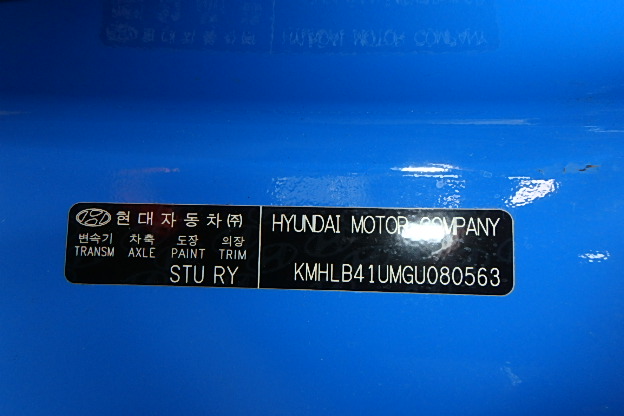 현대자동차㈜
변속기 차축 도장 의장
TRANSM AXLE PAINT TRIM
STU RY
HYUNDAI MOTOR COMPANY
KMHLB41UMGU080563